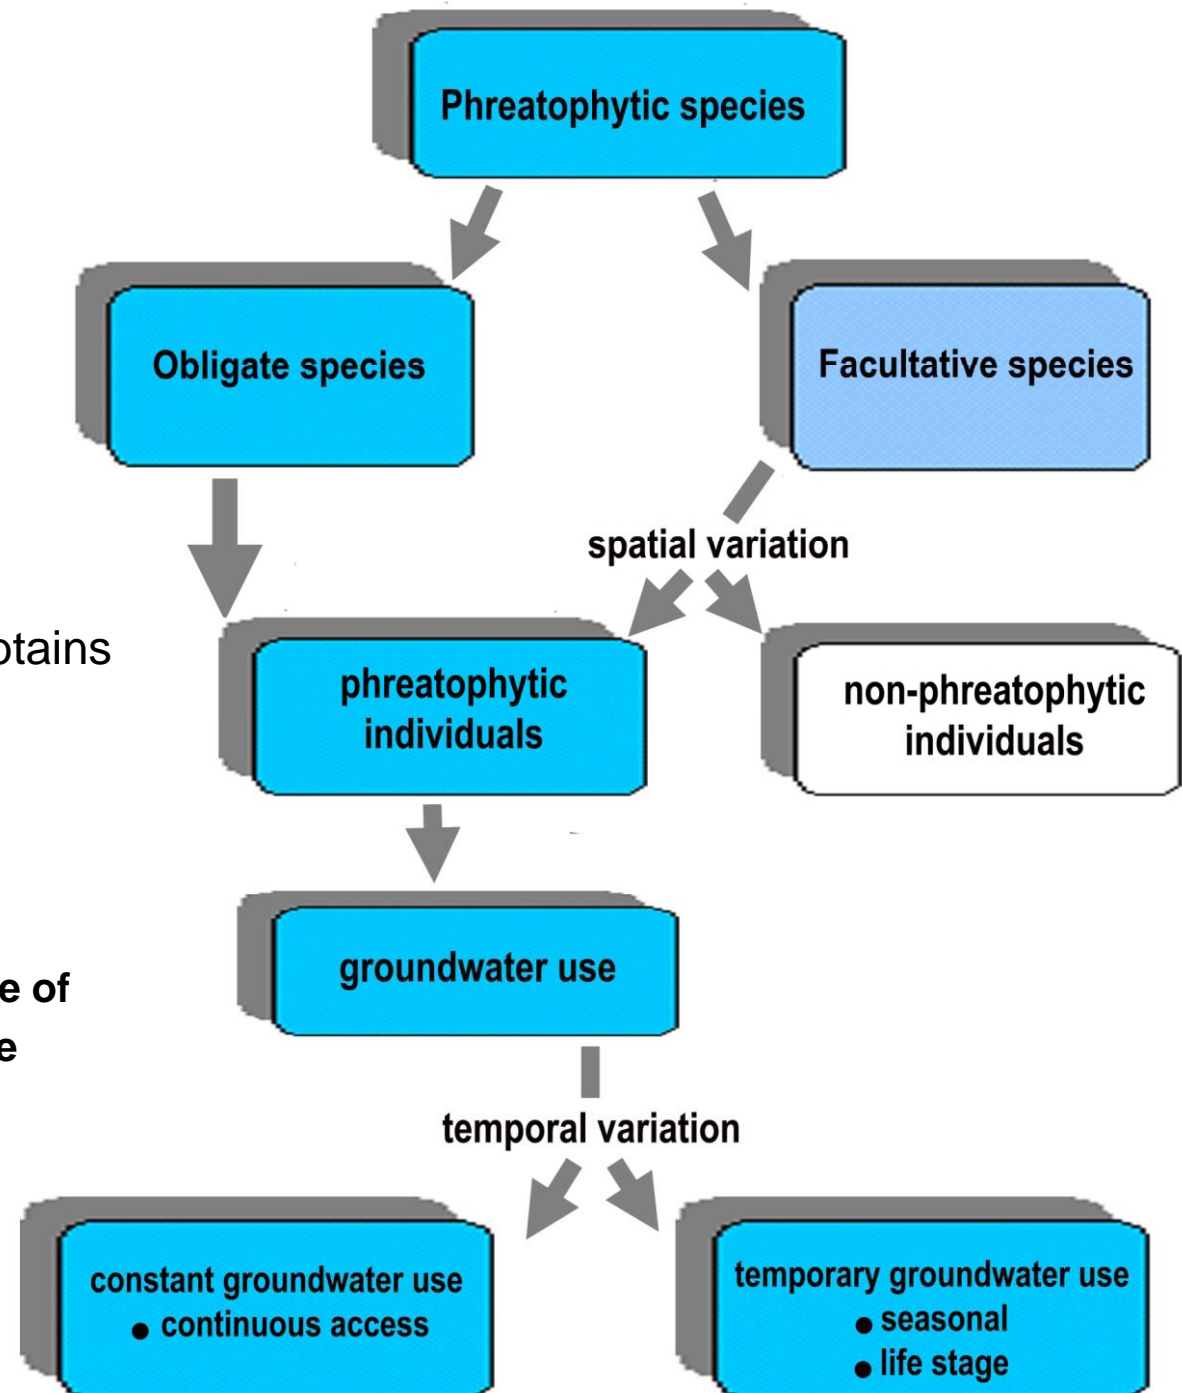 Phreatophytic species
Obligate species
Facultative species
spatial variation
phreatophytic
individuals
non-phreatophytic
individuals
groundwater use
e of
e
temporal variation
constant groundwater use
• continuous access
temporary groundwater use
• seasonal
• life stage